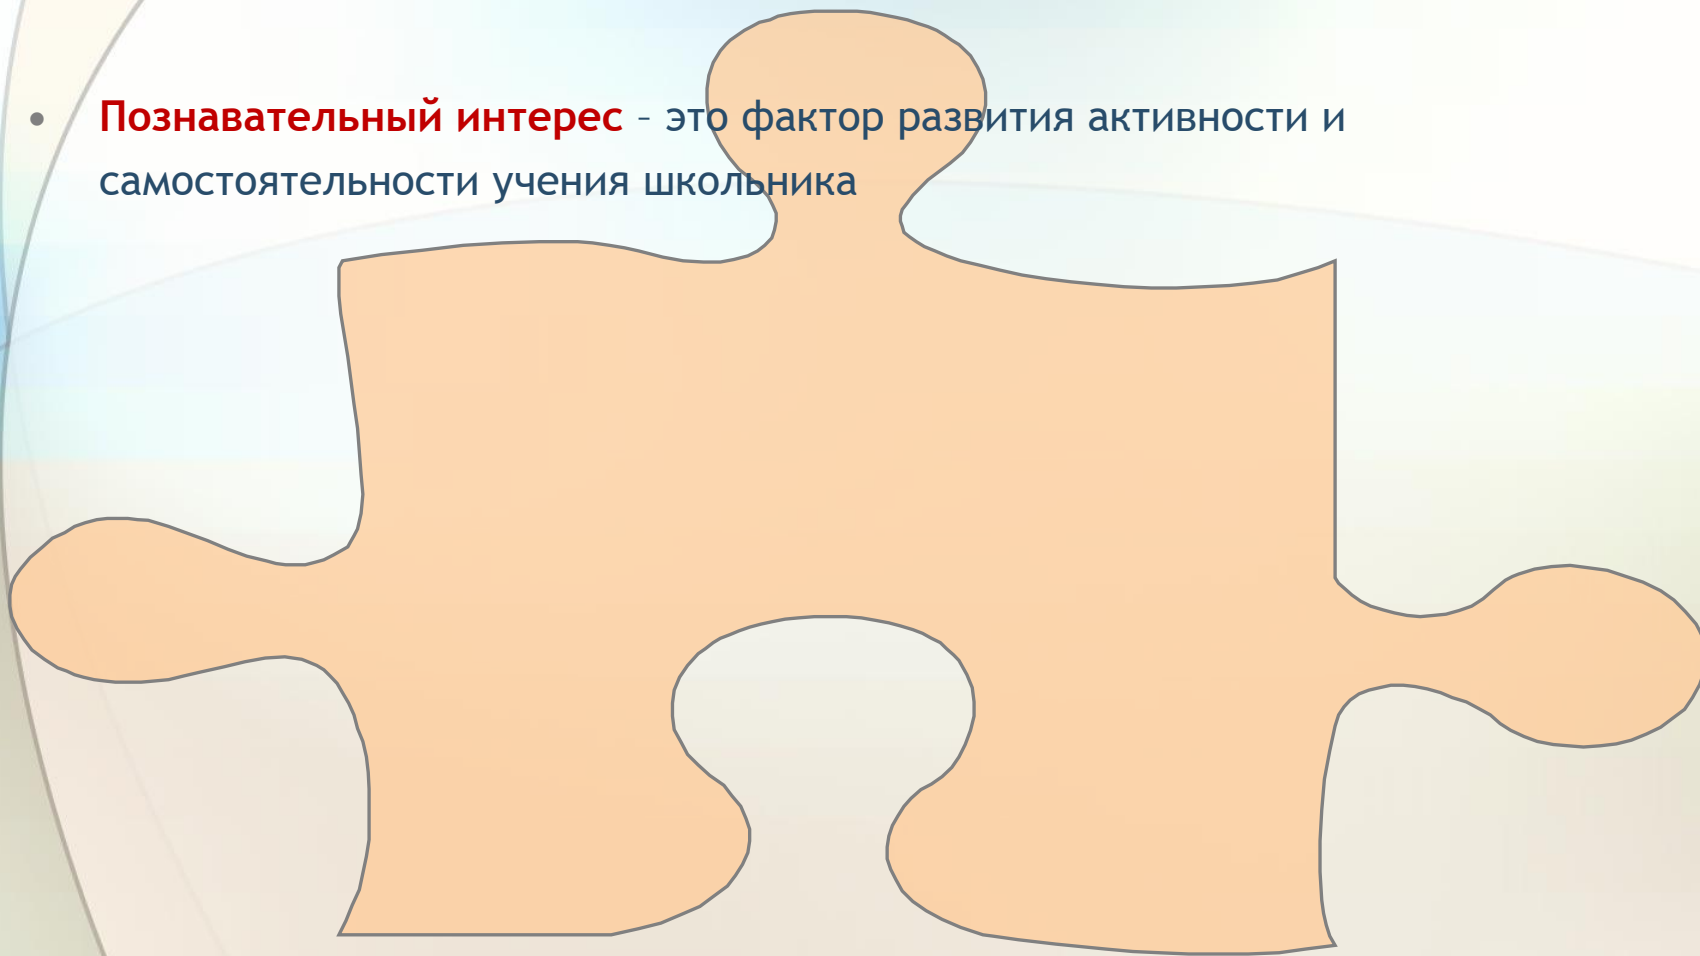 • Познавательный интерес – это фактор развития активности и
самостоятельности учения школьника